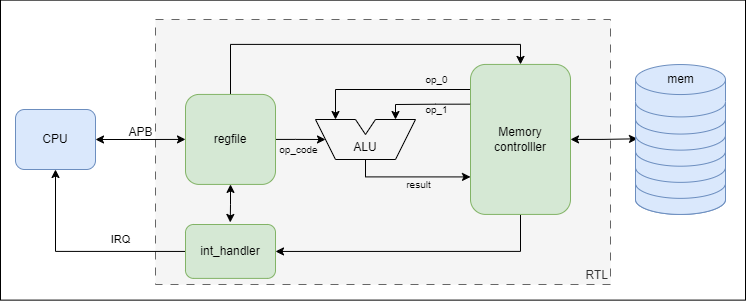 op_0
mem
op_1
CPU
APB
regfile
op_code
ALU
Memory
controlller
result
IRQ
int_handler
RTL